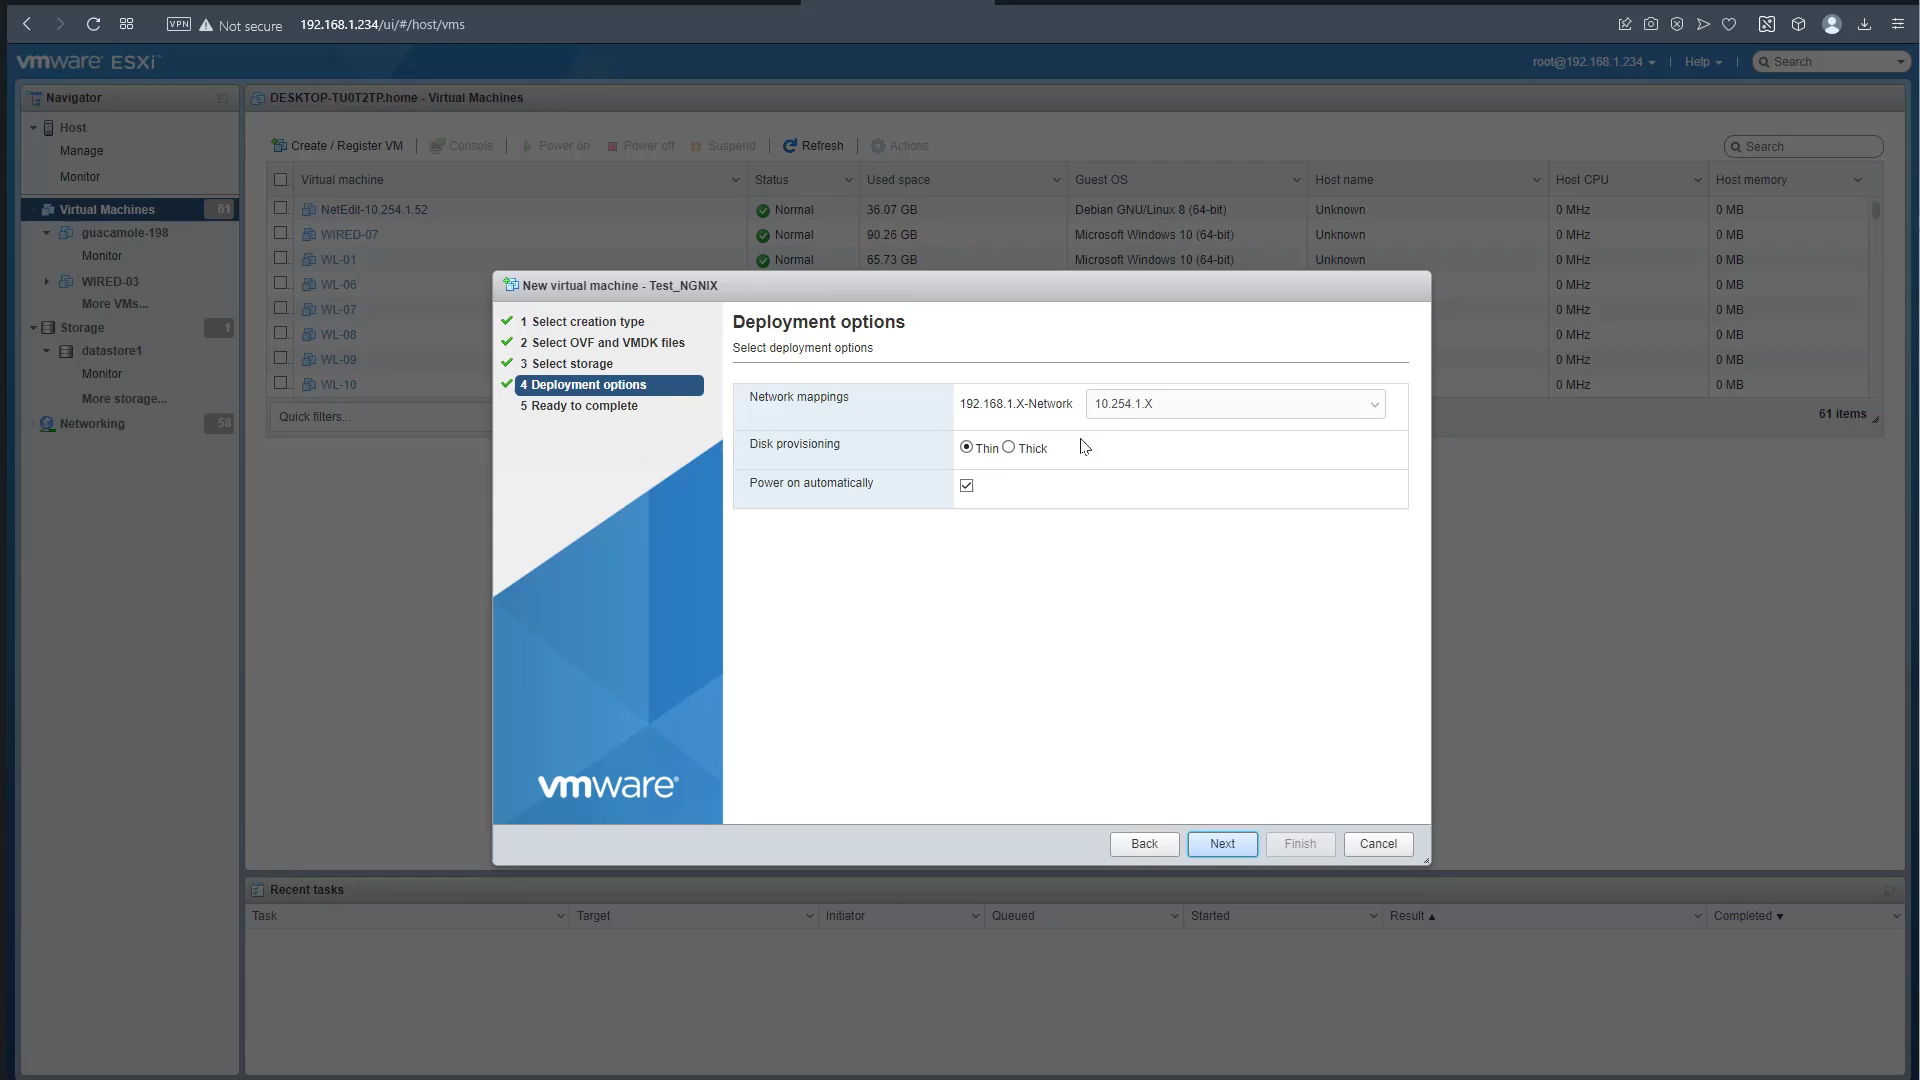 VPN Not secure 192.168.1.234/ui/#/host/vms
vmware ESXi
root@192.168.1.234 | Help | Search
Navigator
Host
Manage
Monitor
Virtual Machines 61
guacamole-198
Monitor
WIRED-03
More VMs...
Storage 1
datastore1
Monitor
More storage...
Networking 58
DESKTOP-TU0T2TP.home - Virtual Machines
Create / Register VM | Console | Power on Power off Suspend | Refresh | Actions
Search
Virtual machine Status Used space Guest OS Host name Host CPU Host memory
NetEdit-10.254.1.52 Normal 36.07 GB Debian GNU/Linux 8 (64-bit) Unknown 0 MHz 0 MB
WIRED-07 Normal 90.26 GB Microsoft Windows 10 (64-bit) Unknown 0 MHz 0 MB
WL-01 Normal 65.73 GB Microsoft Windows 10 (64-bit) Unknown 0 MHz 0 MB
WL-06 0 MHz 0 MB
WL-07 0 MHz 0 MB
WL-08 0 MHz 0 MB
WL-09 0 MHz 0 MB
WL-10 0 MHz 0 MB
Quick filters...
61 items
New virtual machine - Test_NGNIX
1 Select creation type
2 Select OVF and VMDK files
3 Select storage
4 Deployment options
5 Ready to complete
vmware®
Deployment options
Select deployment options
Network mappings 192.168.1.X-Network 10.254.1.X
Disk provisioning Thin Thick
Power on automatically
Back Next Finish Cancel
Recent tasks
Task Target Initiator Queued Started Result ▲ Completed ▼